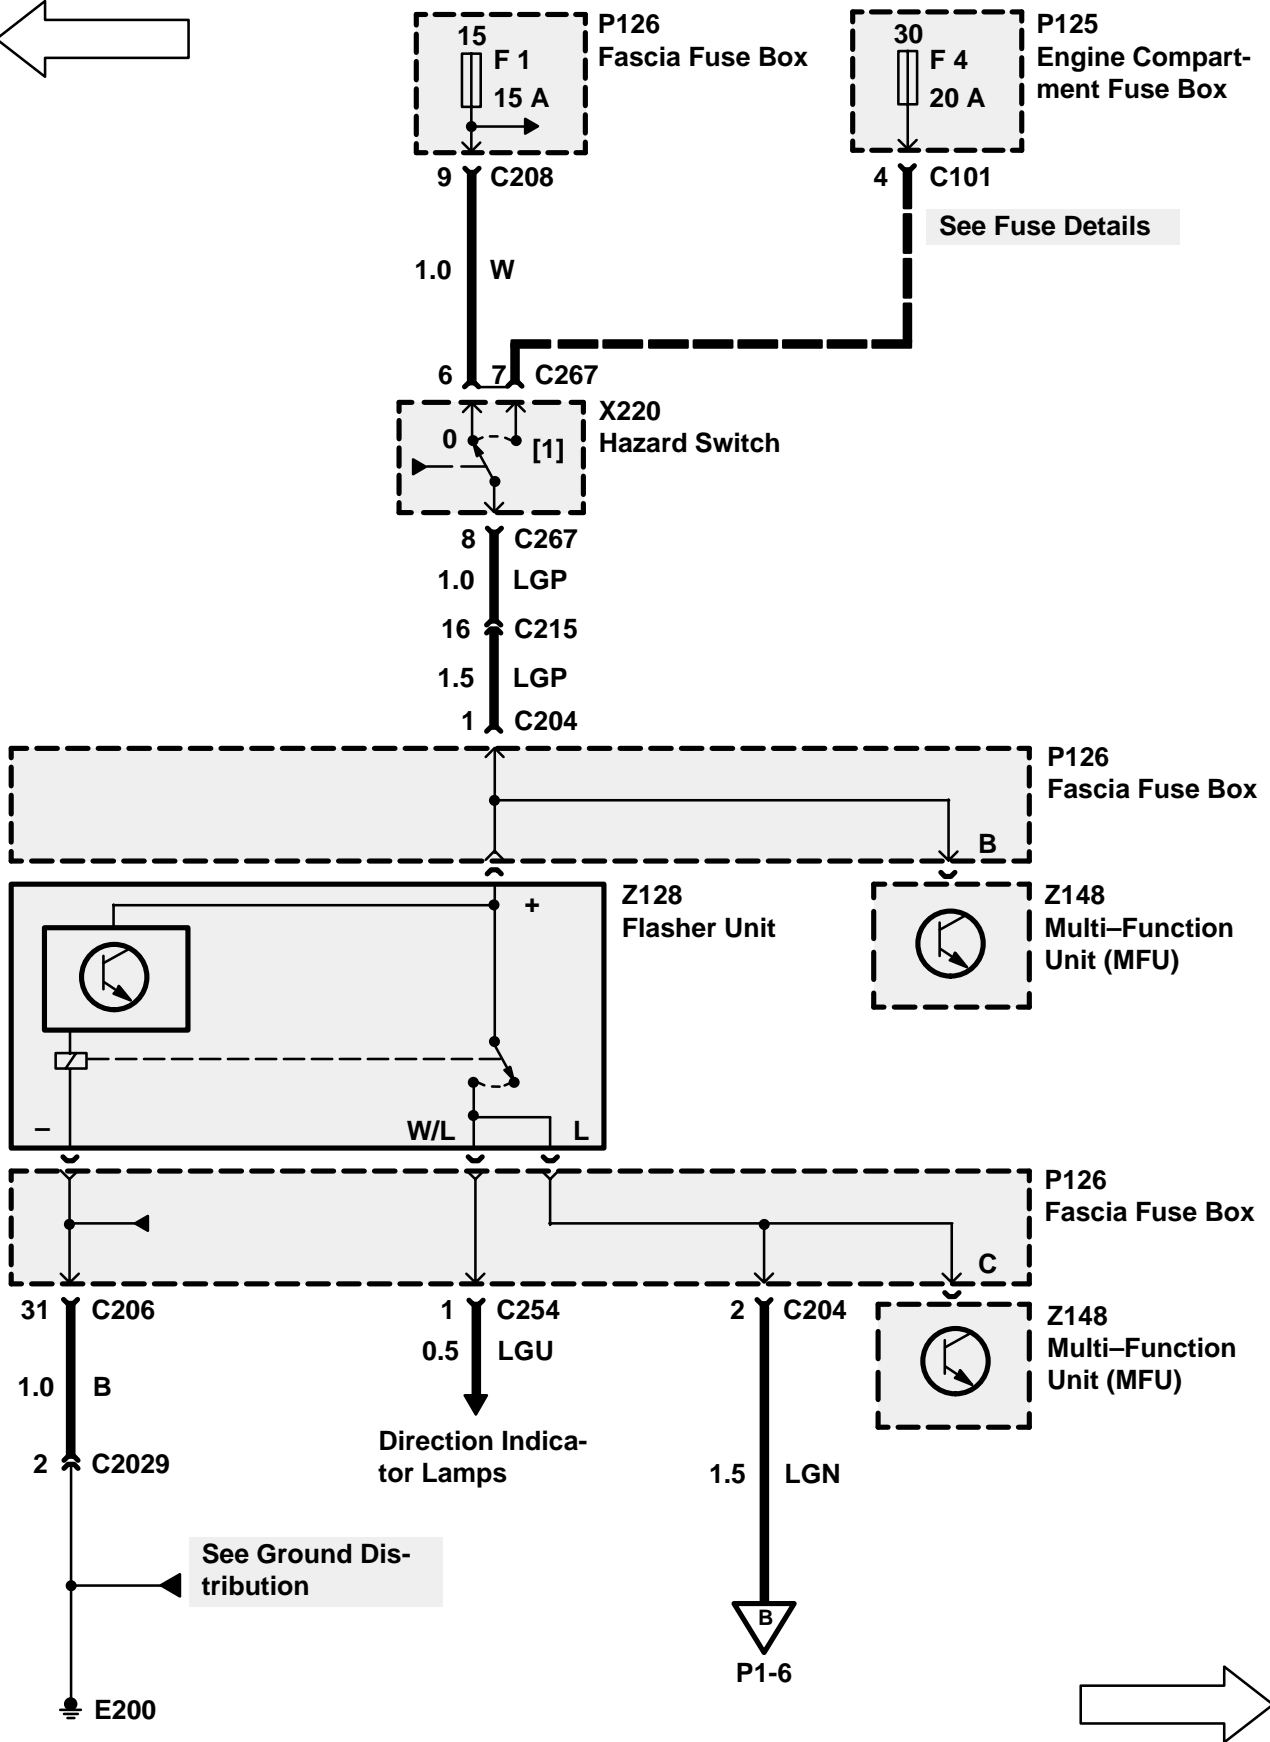 P126
Fascia Fuse Box
15
F 1
15 A
P125
Engine Compart-
ment Fuse Box
30
F 4
20 A
9 C208
4 C101
See Fuse Details
1.0 W
6 7 C267
X220
Hazard Switch
0 [1]
8 C267
1.0 LGP
16 C215
1.5 LGP
1 C204
P126
Fascia Fuse Box
B
Z128
Flasher Unit
+
Z148
Multi–Function
Unit (MFU)
–
W/L L
P126
Fascia Fuse Box
C
31 C206
1 C254
2 C204
Z148
Multi–Function
Unit (MFU)
0.5 LGU
1.0 B
Direction Indica-
tor Lamps
2 C2029
1.5 LGN
See Ground Dis-
tribution
B
P1-6
E200